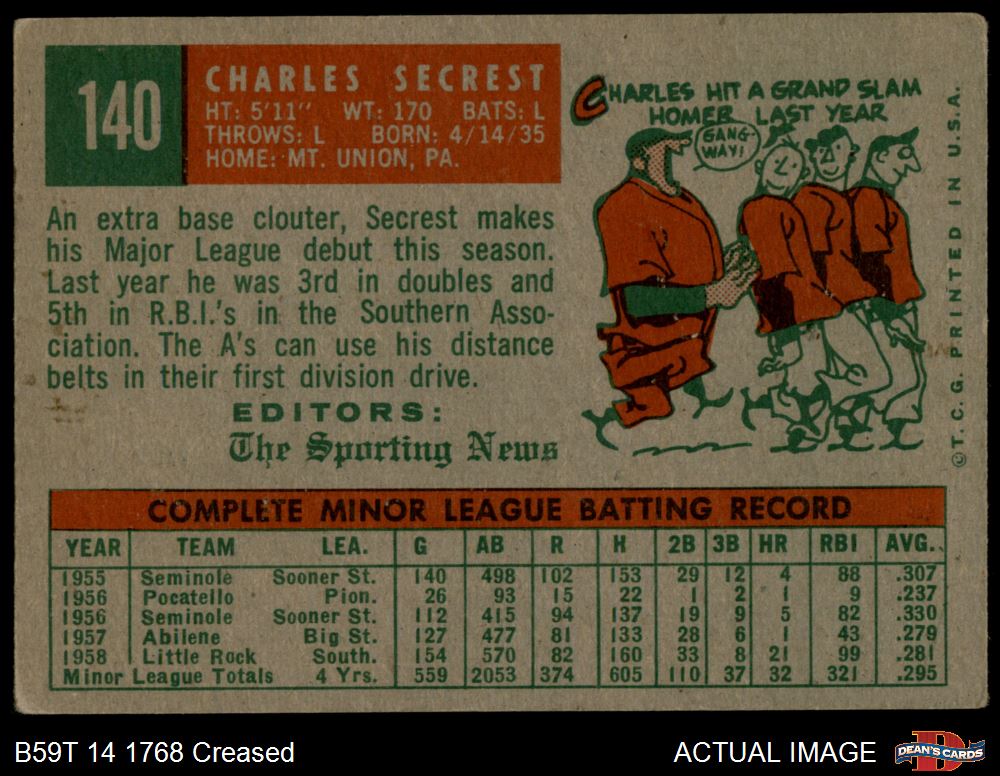 140
CHARLES SECREST
HT: 5'11" WT: 170 BATS: L
THROWS: L BORN: 4/14/35
HOME: MT. UNION, PA.
An extra base clouter, Secrest makes
his Major League debut this season.
Last year he was 3rd in doubles and
5th in R.B.I.'s in the Southern Asso-
ciation. The A's can use his distance
belts in their first division drive.
EDITORS:
The Sporting News
CHARLES HIT A GRAND SLAM
HOMER LAST YEAR
GANG-
WAY!
©T. C. G. PRINTED IN U.S.A.
COMPLETE MINOR LEAGUE BATTING RECORD
YEAR TEAM LEA. G AB R H 2B 3B HR RBI AVG.
1955 Seminole Sooner St. 140 498 102 153 29 12 4 88 .307
1956 Pocatello Pion. 26 93 15 22 1 2 1 9 .237
1956 Seminole Sooner St. 112 415 94 137 19 9 5 82 .330
1957 Abilene Big St. 127 477 81 133 28 6 1 43 .279
1958 Little Rock South. 154 570 82 160 33 8 21 99 .281
Minor League Totals 4 Yrs. 559 2053 374 605 110 37 32 321 .295
B59T 14 1768 Creased
ACTUAL IMAGE
D
DEAN'S CARDS